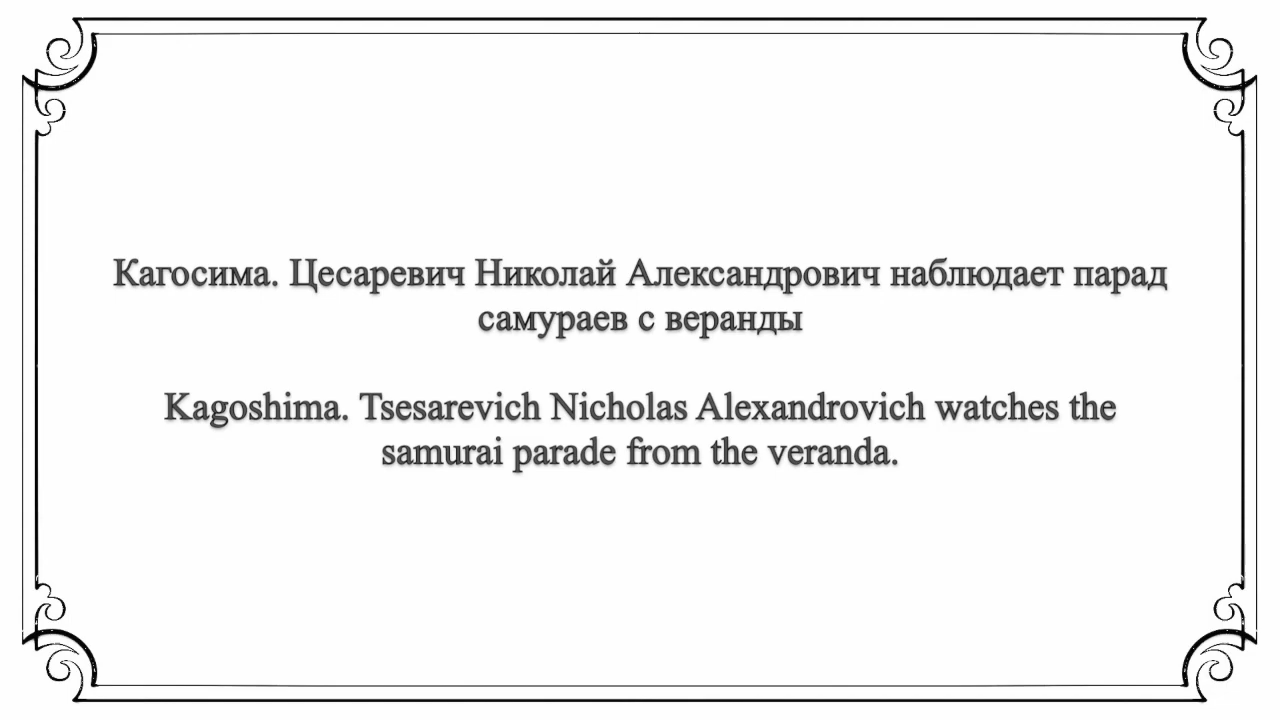 Кагосима. Цесаревич Николай Александрович наблюдает парад
самураев с веранды
Kagoshima. Tsesarevich Nicholas Alexandrovich watches the
samurai parade from the veranda.